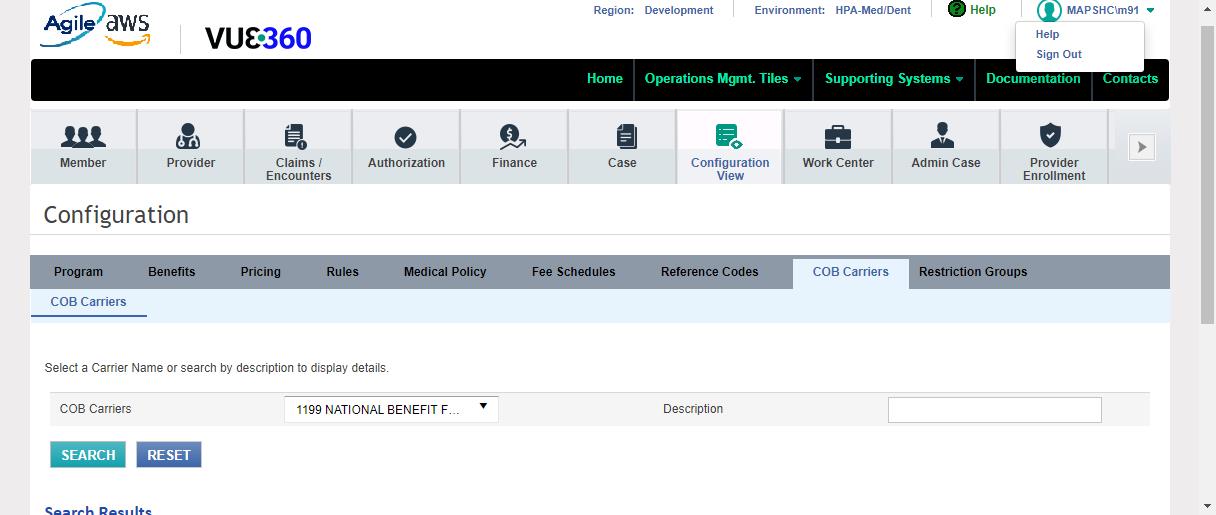 Agile aws
VUE360
Region: Development
Environment: HPA-Med/Dent
Help
MAPSHC\m91
Help
Sign Out
Home
Operations Mgmt. Tiles
Supporting Systems
Documentation
Contacts
Member
Provider
Claims /
Encounters
Authorization
Finance
Case
Configuration
View
Work Center
Admin Case
Provider
Enrollment
Configuration
Program
Benefits
Pricing
Rules
Medical Policy
Fee Schedules
Reference Codes
COB Carriers
Restriction Groups
COB Carriers
Select a Carrier Name or search by description to display details.
COB Carriers
1199 NATIONAL BENEFIT F...
Description
SEARCH
RESET
Search Results